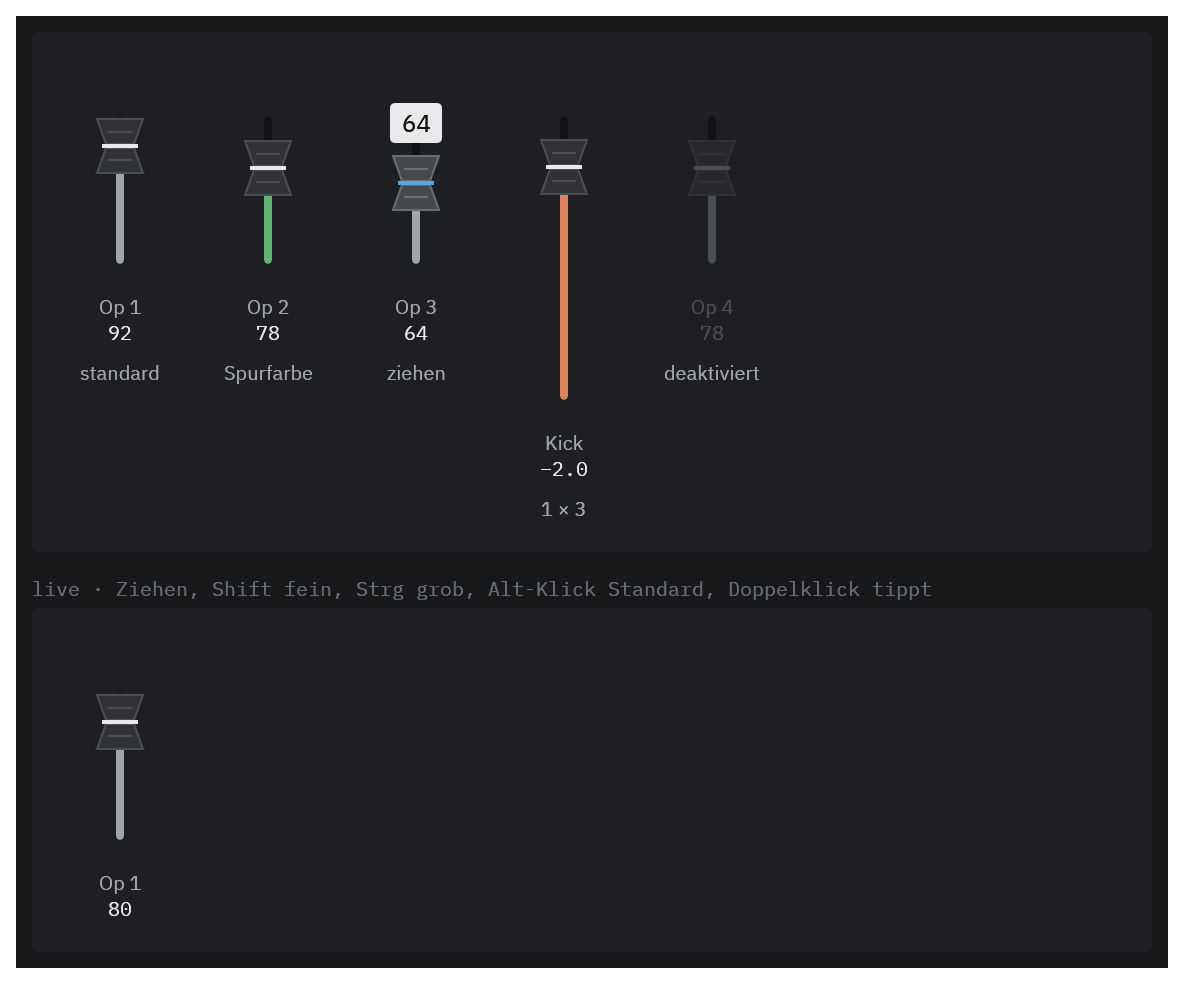 64
Op 1
92
standard
Op 2
78
Spurfarbe
Op 3
64
ziehen
Kick
−2.0
1 × 3
Op 4
78
deaktiviert
live · Ziehen, Shift fein, Strg grob, Alt-Klick Standard, Doppelklick tippt
Op 1
80